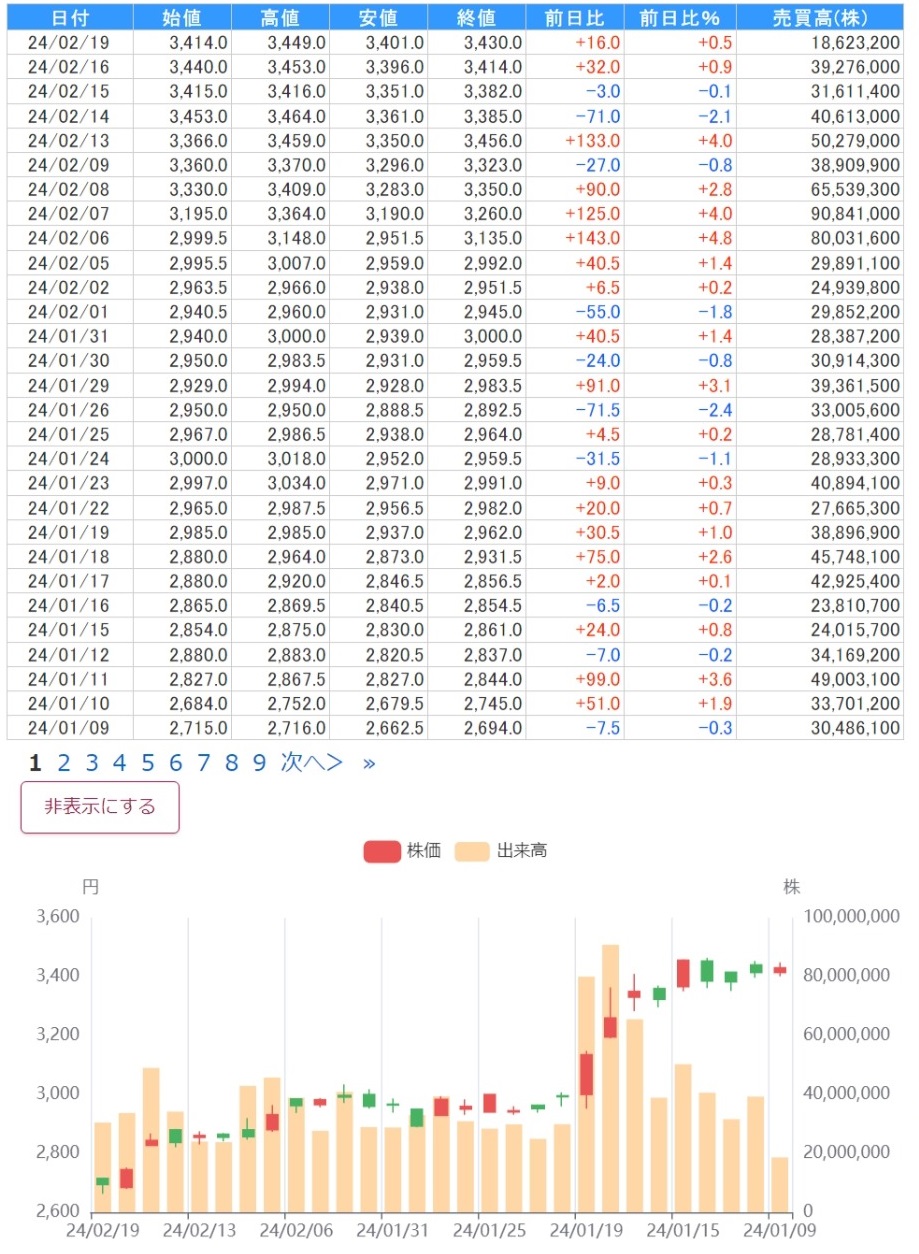 日付 始値 高値 安値 終値 前日比 前日比% 売買高(株)
24/02/19 3,414.0 3,449.0 3,401.0 3,430.0 +16.0 +0.5 18,623,200
24/02/16 3,440.0 3,453.0 3,396.0 3,414.0 +32.0 +0.9 39,276,000
24/02/15 3,415.0 3,416.0 3,351.0 3,382.0 -3.0 -0.1 31,611,400
24/02/14 3,453.0 3,464.0 3,361.0 3,385.0 -71.0 -2.1 40,613,000
24/02/13 3,366.0 3,459.0 3,350.0 3,456.0 +133.0 +4.0 50,279,000
24/02/09 3,360.0 3,370.0 3,296.0 3,323.0 -27.0 -0.8 38,909,900
24/02/08 3,330.0 3,409.0 3,283.0 3,350.0 +90.0 +2.8 65,539,300
24/02/07 3,195.0 3,364.0 3,190.0 3,260.0 +125.0 +4.0 90,841,000
24/02/06 2,999.5 3,148.0 2,951.5 3,135.0 +143.0 +4.8 80,031,600
24/02/05 2,995.5 3,007.0 2,959.0 2,992.0 +40.5 +1.4 29,891,100
24/02/02 2,963.5 2,966.0 2,938.0 2,951.5 +6.5 +0.2 24,939,800
24/02/01 2,940.5 2,960.0 2,931.0 2,945.0 -55.0 -1.8 29,852,200
24/01/31 2,940.0 3,000.0 2,939.0 3,000.0 +40.5 +1.4 28,387,200
24/01/30 2,950.0 2,983.5 2,931.0 2,959.5 -24.0 -0.8 30,914,300
24/01/29 2,929.0 2,994.0 2,928.0 2,983.5 +91.0 +3.1 39,361,500
24/01/26 2,950.0 2,950.0 2,888.5 2,892.5 -71.5 -2.4 33,005,600
24/01/25 2,967.0 2,986.5 2,938.0 2,964.0 +4.5 +0.2 28,781,400
24/01/24 3,000.0 3,018.0 2,952.0 2,959.5 -31.5 -1.1 28,933,300
24/01/23 2,997.0 3,034.0 2,971.0 2,991.0 +9.0 +0.3 40,894,100
24/01/22 2,965.0 2,987.5 2,956.5 2,982.0 +20.0 +0.7 27,665,300
24/01/19 2,985.0 2,985.0 2,937.0 2,962.0 +30.5 +1.0 38,896,900
24/01/18 2,880.0 2,964.0 2,873.0 2,931.5 +75.0 +2.6 45,748,100
24/01/17 2,880.0 2,920.0 2,846.5 2,856.5 +2.0 +0.1 42,925,400
24/01/16 2,865.0 2,869.5 2,840.5 2,854.5 -6.5 -0.2 23,810,700
24/01/15 2,854.0 2,875.0 2,830.0 2,861.0 +24.0 +0.8 24,015,700
24/01/12 2,880.0 2,883.0 2,820.5 2,837.0 -7.0 -0.2 34,169,200
24/01/11 2,827.0 2,867.5 2,827.0 2,844.0 +99.0 +3.6 49,003,100
24/01/10 2,684.0 2,752.0 2,679.5 2,745.0 +51.0 +1.9 33,701,200
24/01/09 2,715.0 2,716.0 2,662.5 2,694.0 -7.5 -0.3 30,486,100
1 2 3 4 5 6 7 8 9 次へ＞ »
非表示にする
株価 出来高
円 株
3,600 100,000,000
3,400 80,000,000
3,200 60,000,000
3,000 40,000,000
2,800 20,000,000
2,600 0
24/02/19 24/02/13 24/02/06 24/01/31 24/01/25 24/01/19 24/01/15 24/01/09